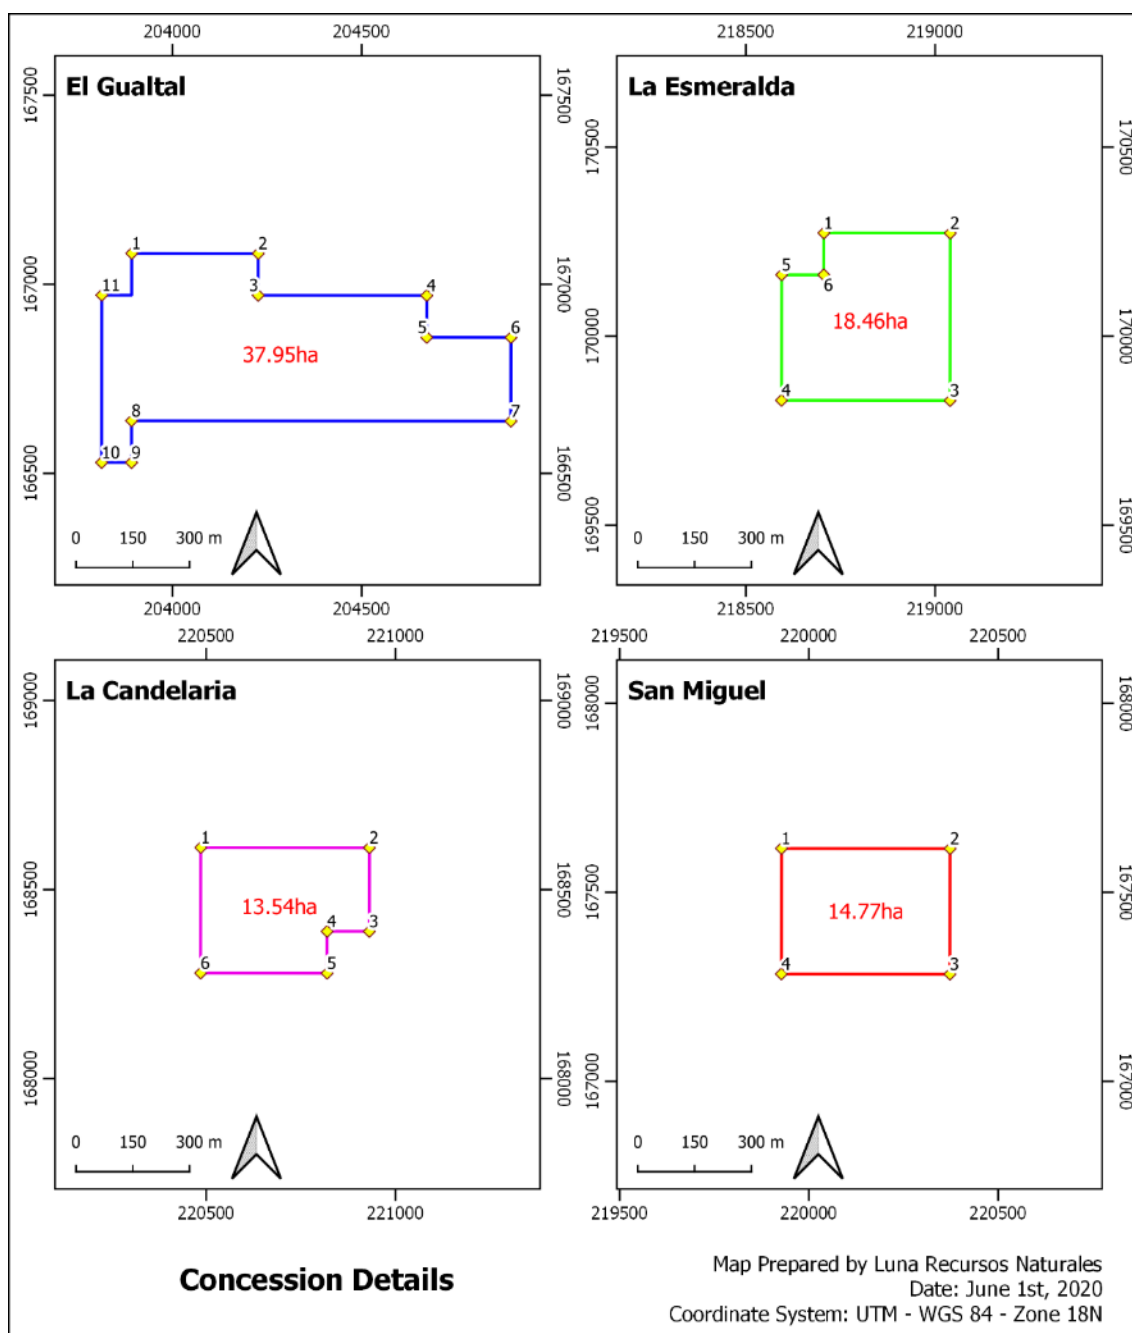 204000 204500
El Gualtal
167500 167500
1 2
11 3 4
167000 167000
5 6
37.95ha
8 7
10 9
166500 166500
0 150 300 m
204000 204500
218500 219000
La Esmeralda
170500 170500
1 2
5 6
18.46ha
170000 170000
4 3
169500 169500
0 150 300 m
218500 219000
220500 221000
La Candelaria
169000 169000
1 2
168500 168500
13.54ha
4 3
6 5
168000 168000
0 150 300 m
220500 221000
219500 220000 220500
San Miguel
168000 168000
1 2
167500 167500
14.77ha
4 3
167000 167000
0 150 300 m
219500 220000 220500
Concession Details
Map Prepared by Luna Recursos Naturales
Date: June 1st, 2020
Coordinate System: UTM - WGS 84 - Zone 18N